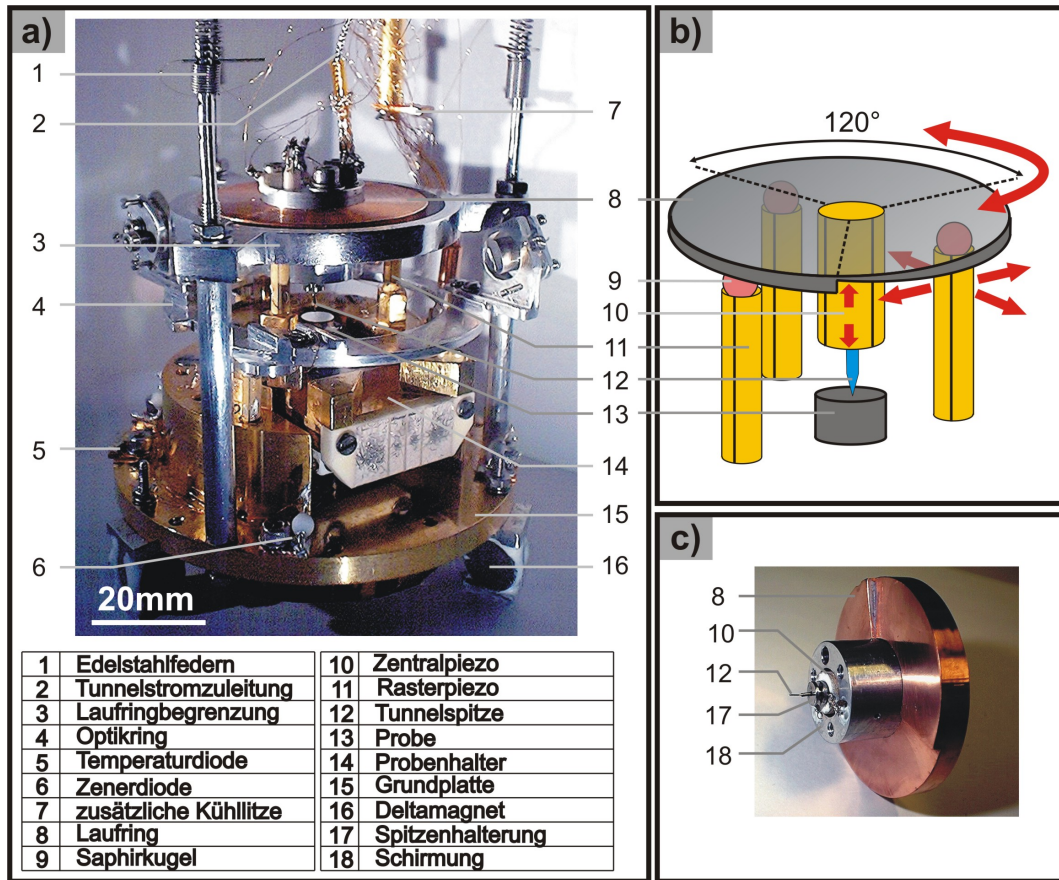 a)
1
2
7
8
3
4
9
10
11
12
13
5
14
15
6
16
20mm
1 Edelstahlfedern
2 Tunnelstromzuleitung
3 Laufringbegrenzung
4 Optikring
5 Temperaturdiode
6 Zenerdiode
7 zusätzliche Kühllitze
8 Laufring
9 Saphirkugel
10 Zentralpiezo
11 Rasterpiezo
12 Tunnelspitze
13 Probe
14 Probenhalter
15 Grundplatte
16 Deltamagnet
17 Spitzenhalterung
18 Schirmung
b)
120°
c)
8
10
12
17
18